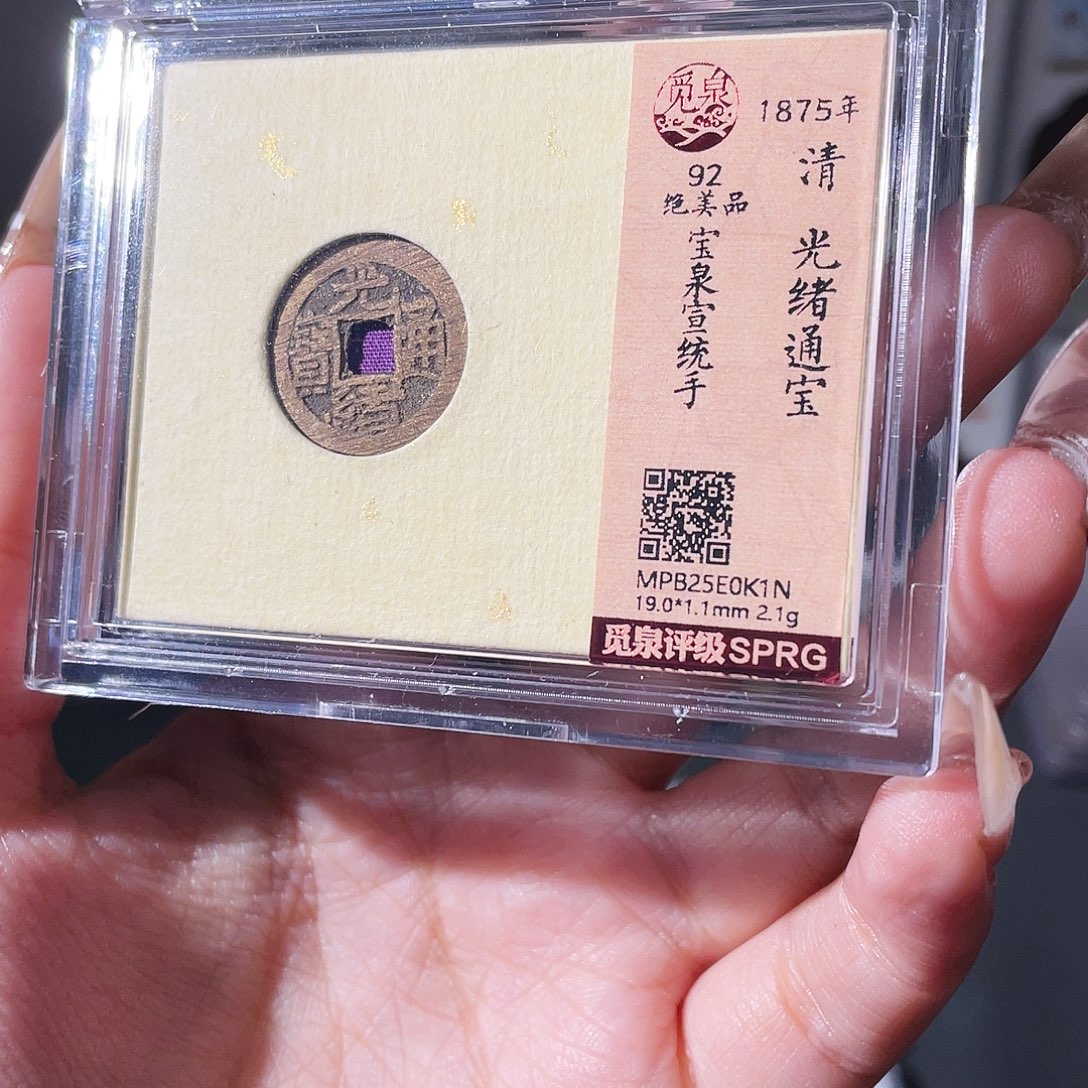 光緒通寶
觅泉
1875年
清 光绪通宝
92
绝美品
宝泉宣统手
MPB25E0K1N
19.0*1.1mm 2.1g
觅泉评级SPRG